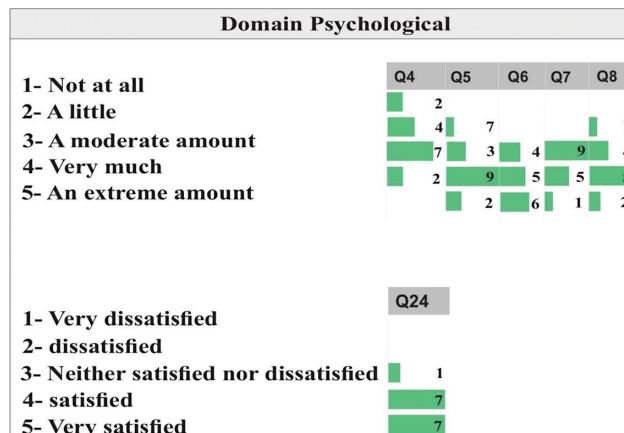 Domain Psychological
Q4 Q5 Q6 Q7 Q8
1- Not at all 2
2- A little 4 7
3- A moderate amount 7 3 4 9
4- Very much 2 9 5 5
5- An extreme amount 2 6 1 2
Q24
1- Very dissatisfied
2- dissatisfied
3- Neither satisfied nor dissatisfied 1
4- satisfied 7
5- Very satisfied 7